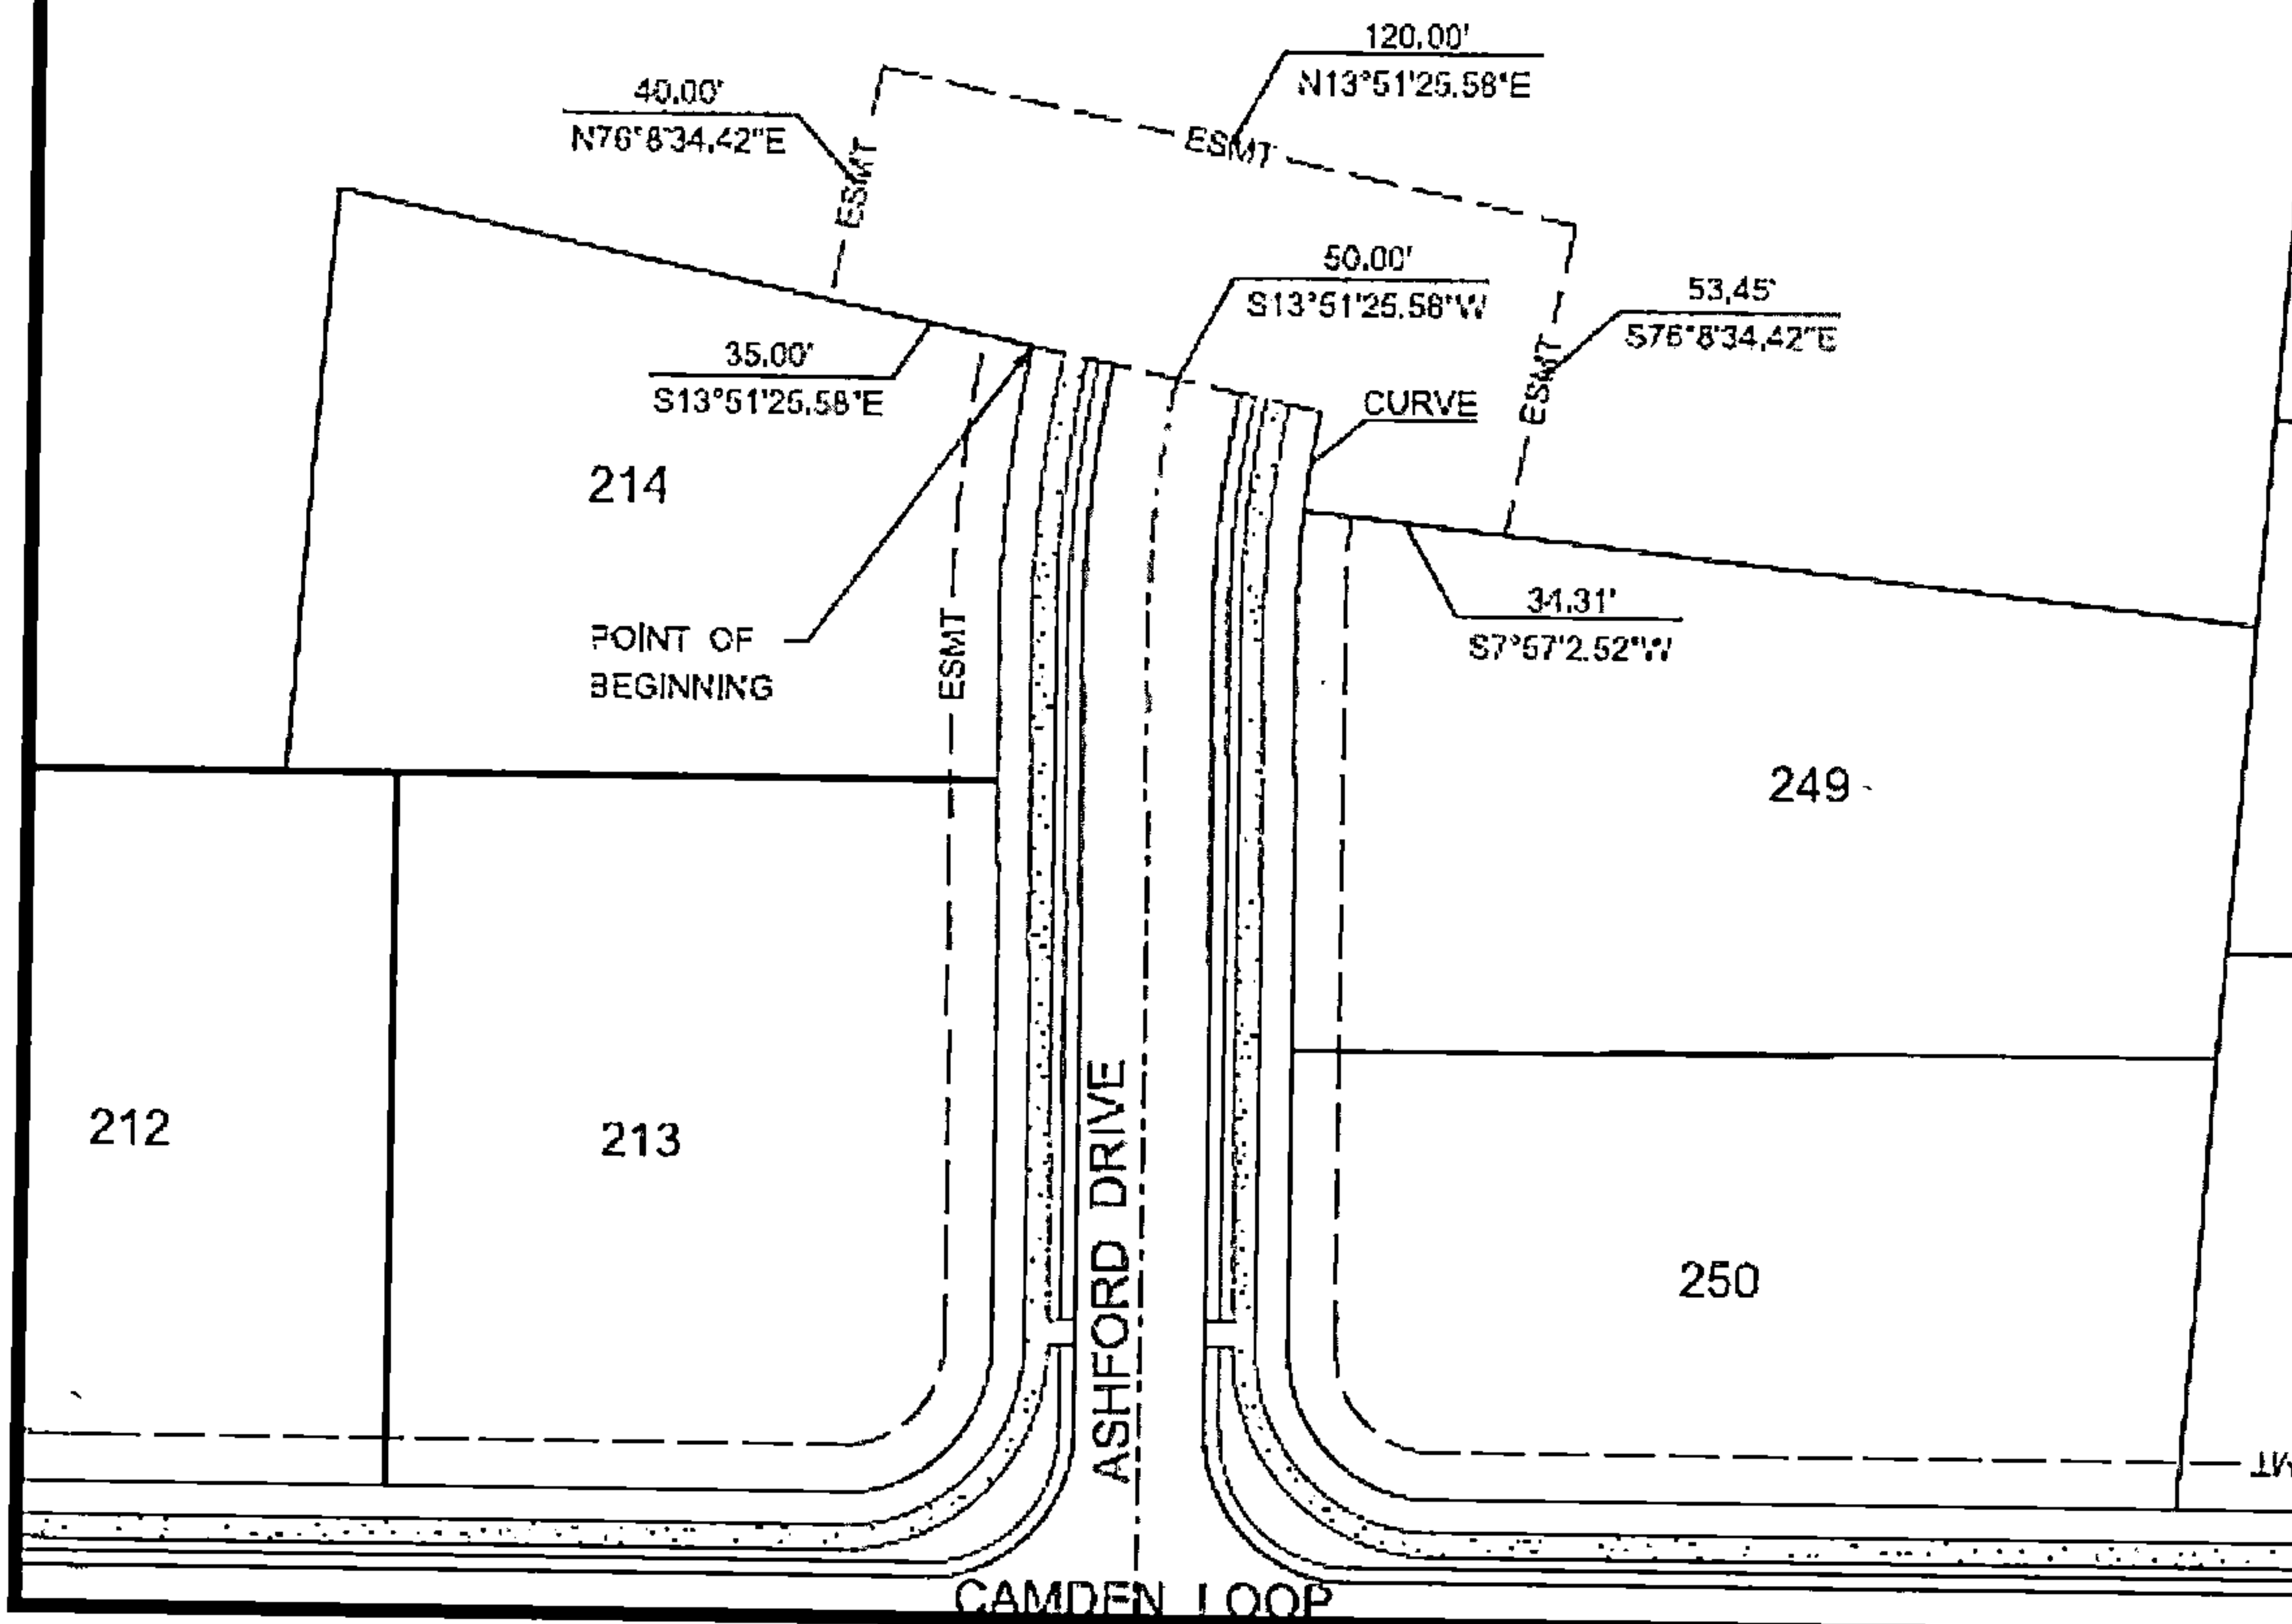 120.00'
N13°51'25.58"E
40.00'
N76°8'34.42"E
ESMT
ESMT
50.00'
S13°51'25.58"W
53.45'
S76°8'34.42"E
ESMT
35.00'
S13°51'25.58"E
CURVE
214
34.31'
S7°57'2.52"W
POINT OF
BEGINNING
ESMT
249
212
213
250
ASHFORD DRIVE
CAMDEN LOOP